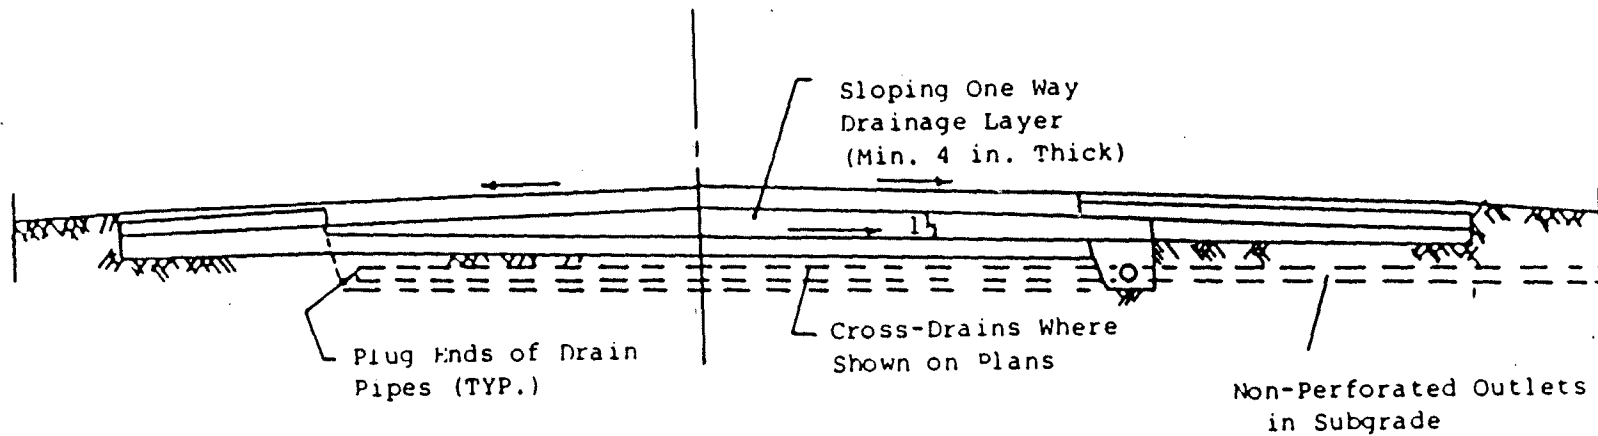 Sloping One Way
Drainage Layer
(Min. 4 in. Thick)
Plug Ends of Drain
Pipes (TYP.)
Cross-Drains Where
Shown on Plans
Non-Perforated Outlets
in Subgrade